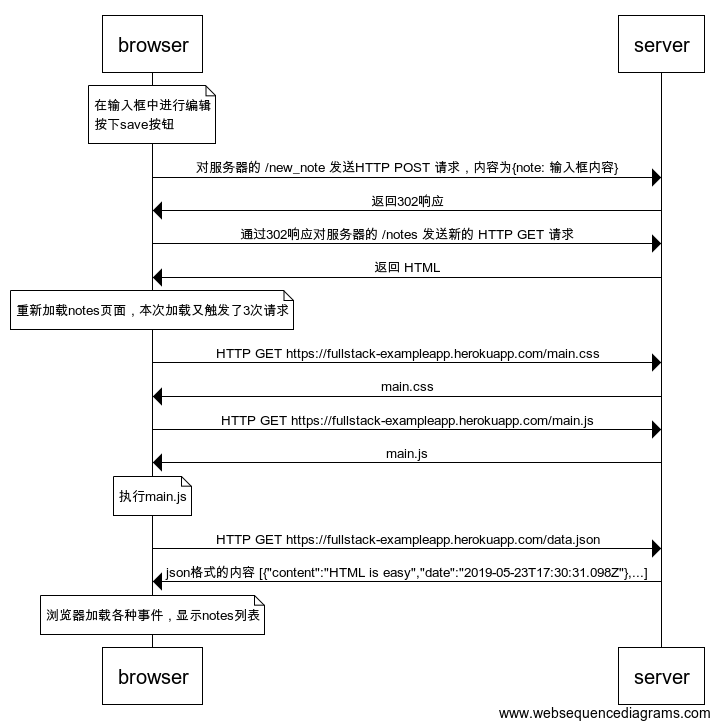 browser
server
在输入框中进行编辑
按下save按钮
对服务器的 /new_note 发送HTTP POST 请求，内容为{note: 输入框内容}
返回302响应
通过302响应对服务器的 /notes 发送新的 HTTP GET 请求
返回 HTML
重新加载notes页面，本次加载又触发了3次请求
HTTP GET https://fullstack-exampleapp.herokuapp.com/main.css
main.css
HTTP GET https://fullstack-exampleapp.herokuapp.com/main.js
main.js
执行main.js
HTTP GET https://fullstack-exampleapp.herokuapp.com/data.json
json格式的内容 [{"content":"HTML is easy","date":"2019-05-23T17:30:31.098Z"},...]
浏览器加载各种事件，显示notes列表
browser
server
www.websequencediagrams.com